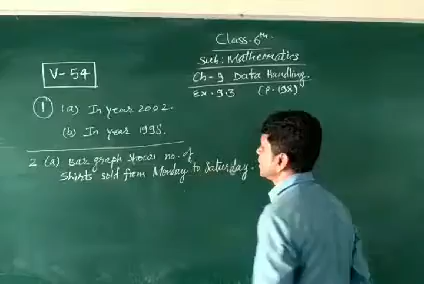 Class-6th.
Sub: Mathematics
Ch-9 Data Handling.
Ex. 9.3 (P-198)
V-54
1 (a) In year 2002.
(b) In year 1998.
2 (a) Bar graph shows no. of
shirts sold from Monday to Saturday.